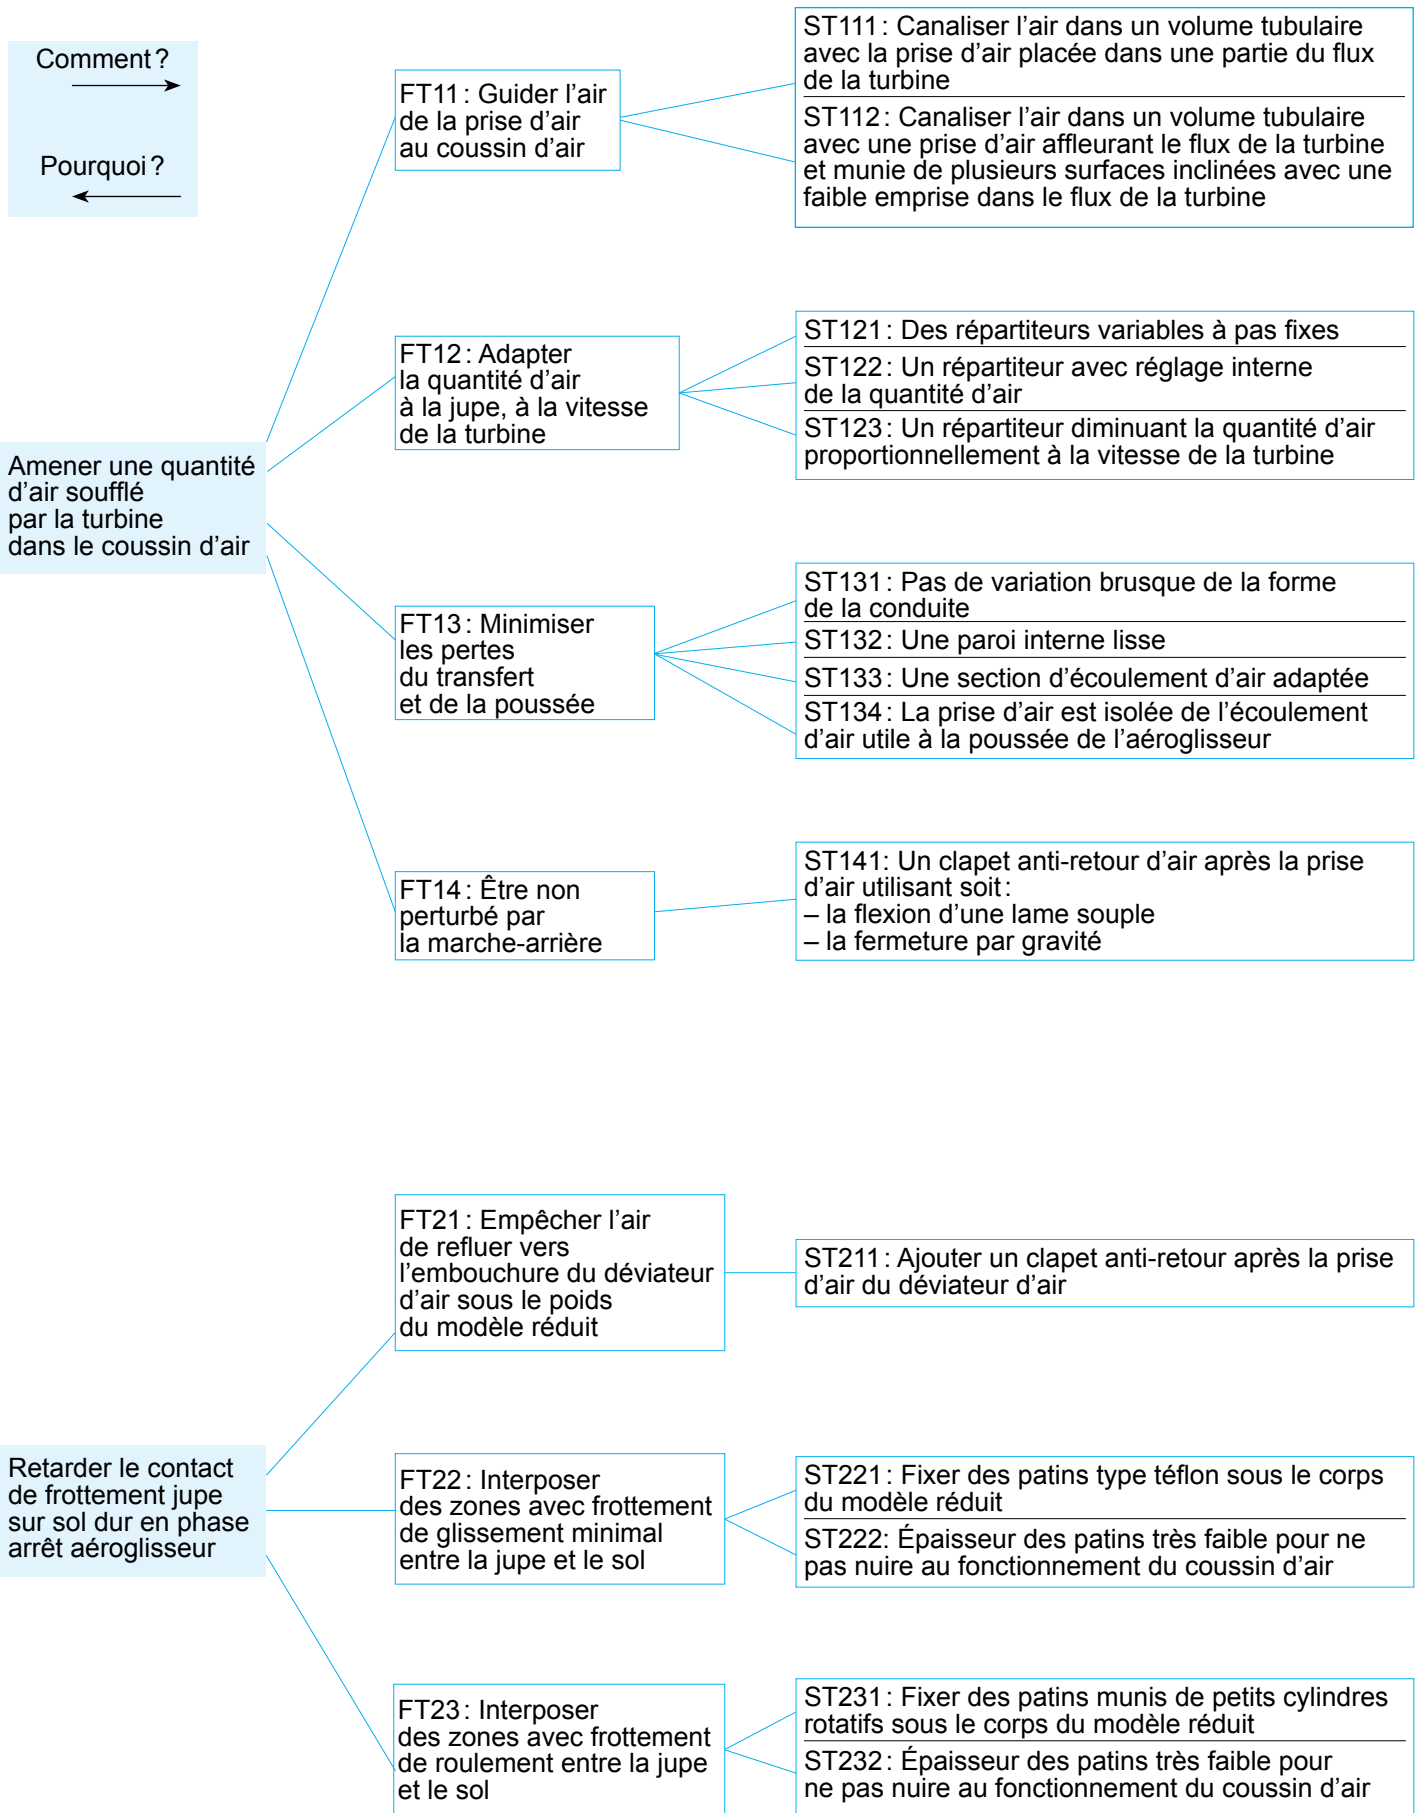 Comment ?
Pourquoi ?
FT11 : Guider l’air
de la prise d’air
au coussin d’air
ST111 : Canaliser l’air dans un volume tubulaire
avec la prise d’air placée dans une partie du flux
de la turbine
ST112 : Canaliser l’air dans un volume tubulaire
avec une prise d’air affleurant le flux de la turbine
et munie de plusieurs surfaces inclinées avec une
faible emprise dans le flux de la turbine
Amener une quantité
d’air soufflé
par la turbine
dans le coussin d’air
FT12 : Adapter
la quantité d’air
à la jupe, à la vitesse
de la turbine
ST121 : Des répartiteurs variables à pas fixes
ST122 : Un répartiteur avec réglage interne
de la quantité d’air
ST123 : Un répartiteur diminuant la quantité d’air
proportionnellement à la vitesse de la turbine
FT13 : Minimiser
les pertes
du transfert
et de la poussée
ST131 : Pas de variation brusque de la forme
de la conduite
ST132 : Une paroi interne lisse
ST133 : Une section d’écoulement d’air adaptée
ST134 : La prise d’air est isolée de l’écoulement
d’air utile à la poussée de l’aéroglisseur
FT14 : Être non
perturbé par
la marche-arrière
ST141: Un clapet anti-retour d’air après la prise
d’air utilisant soit :
– la flexion d’une lame souple
– la fermeture par gravité
Retarder le contact
de frottement jupe
sur sol dur en phase
arrêt aéroglisseur
FT21 : Empêcher l’air
de refluer vers
l’embouchure du déviateur
d’air sous le poids
du modèle réduit
ST211 : Ajouter un clapet anti-retour après la prise
d’air du déviateur d’air
FT22 : Interposer
des zones avec frottement
de glissement minimal
entre la jupe et le sol
ST221 : Fixer des patins type téflon sous le corps
du modèle réduit
ST222: Épaisseur des patins très faible pour ne
pas nuire au fonctionnement du coussin d’air
FT23 : Interposer
des zones avec frottement
de roulement entre la jupe
et le sol
ST231 : Fixer des patins munis de petits cylindres
rotatifs sous le corps du modèle réduit
ST232 : Épaisseur des patins très faible pour
ne pas nuire au fonctionnement du coussin d’air